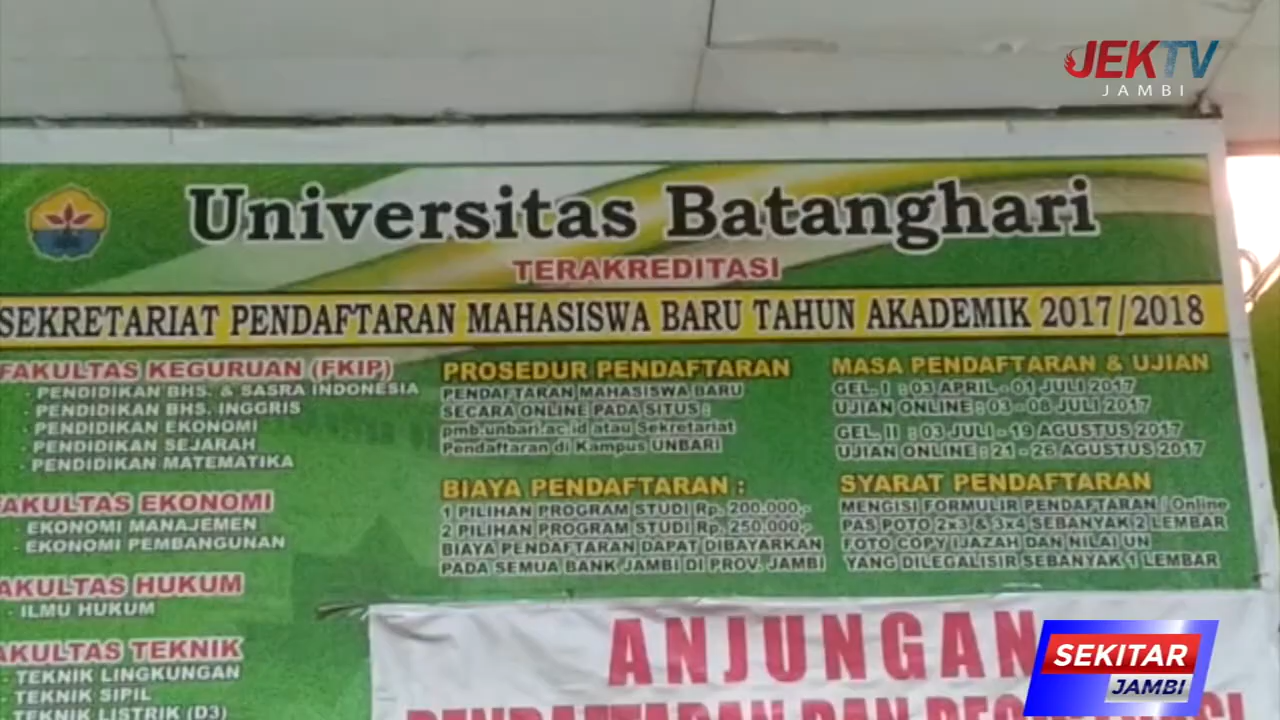 JEKTV
JAMBI
Universitas Batanghari
TERAKREDITASI
SEKRETARIAT PENDAFTARAN MAHASISWA BARU TAHUN AKADEMIK 2017/2018
FAKULTAS KEGURUAN (FKIP)
- PENDIDIKAN BHS. & SASRA INDONESIA
- PENDIDIKAN BHS. INGGRIS
- PENDIDIKAN EKONOMI
- PENDIDIKAN SEJARAH
- PENDIDIKAN MATEMATIKA
FAKULTAS EKONOMI
- EKONOMI MANAJEMEN
- EKONOMI PEMBANGUNAN
AKULTAS HUKUM
- ILMU HUKUM
AKULTAS TEKNIK
- TEKNIK LINGKUNGAN
- TEKNIK SIPIL
- TEKNIK LISTRIK (D3)
PROSEDUR PENDAFTARAN
PENDAFTARAN MAHASISWA BARU
SECARA ONLINE PADA SITUS :
pmb.unbari.ac.id atau Sekretariat
Pendaftaran di Kampus UNBARI
BIAYA PENDAFTARAN :
1 PILIHAN PROGRAM STUDI Rp. 200.000,-
2 PILIHAN PROGRAM STUDI Rp. 250.000,-
BIAYA PENDAFTARAN DAPAT DIBAYARKAN
PADA SEMUA BANK JAMBI DI PROV. JAMBI
MASA PENDAFTARAN & UJIAN
GEL. I : 03 APRIL - 01 JULI 2017
UJIAN ONLINE : 03 - 08 JULI 2017
GEL. II : 03 JULI - 19 AGUSTUS 2017
UJIAN ONLINE : 21 - 26 AGUSTUS 2017
SYARAT PENDAFTARAN
MENGISI FORMULIR PENDAFTARAN / Online
PAS POTO 2x3 & 3x4 SEBANYAK 2 LEMBAR
FOTO COPY IJAZAH DAN NILAI UN
YANG DILEGALISIR SEBANYAK 1 LEMBAR
ANJUNGAN
PENDAFTARAN DAN
SEKITAR
JAMBI